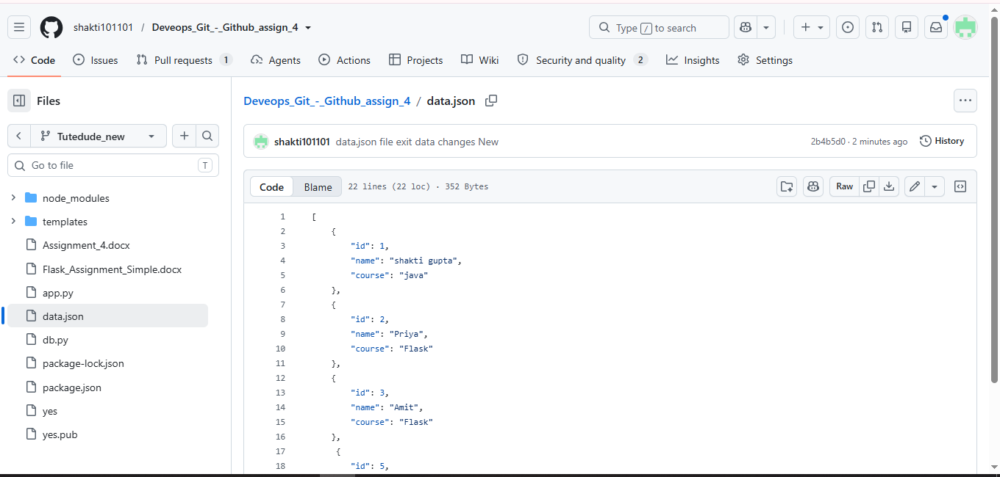 shakti101101 / Deveops_Git_-_Github_assign_4
Type / to search
Code Issues Pull requests 1 Agents Actions Projects Wiki Security and quality 2 Insights Settings
Files
Tutedude_new
Go to file T
node_modules
templates
Assignment_4.docx
Flask_Assignment_Simple.docx
app.py
data.json
db.py
package-lock.json
package.json
yes
yes.pub
Deveops_Git_-_Github_assign_4 / data.json
shakti101101 data.json file exit data changes New 2b4b5d0 · 2 minutes ago History
Code Blame 22 lines (22 loc) · 352 Bytes Raw
1 [
2 {
3 "id": 1,
4 "name": "shakti gupta",
5 "course": "java"
6 },
7 {
8 "id": 2,
9 "name": "Priya",
10 "course": "Flask"
11 },
12 {
13 "id": 3,
14 "name": "Amit",
15 "course": "Flask"
16 },
17 {
18 "id": 5,